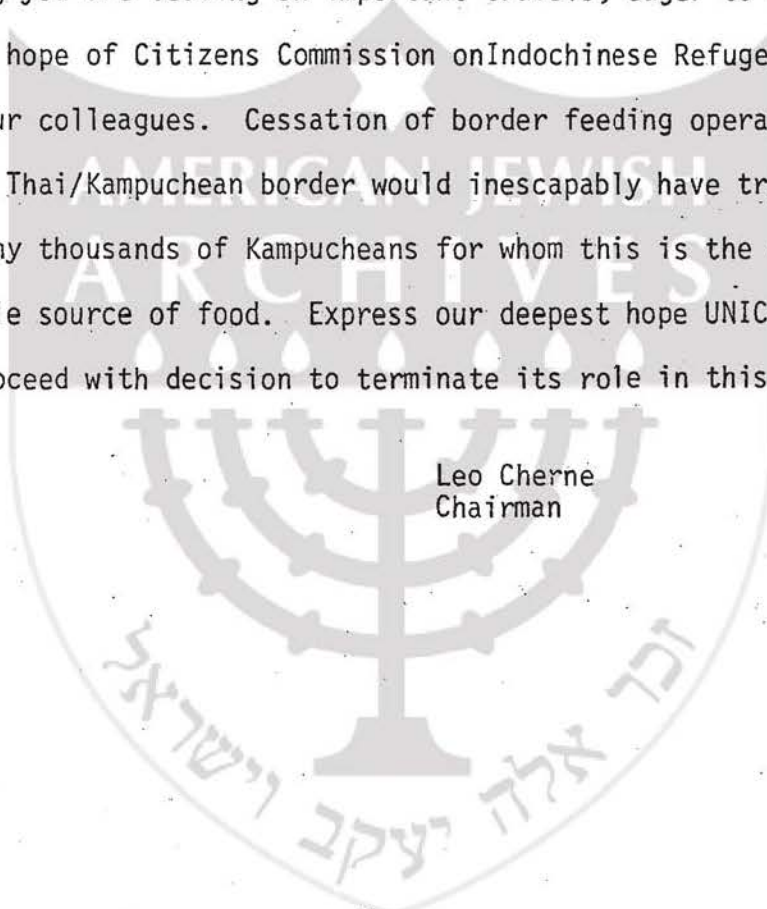 hope of Citizens Commission onIndochinese Refuge
ur colleagues. Cessation of border feeding opera
Thai/Kampuchean border would inescapably have tr
ny thousands of Kampucheans for whom this is the
e source of food. Express our deepest hope UNIC
oceed with decision to terminate its role in this
Leo Cherne
Chairman
AMERICAN JEWISH
ARCHIVES
זכר אלה יעקב וישראל